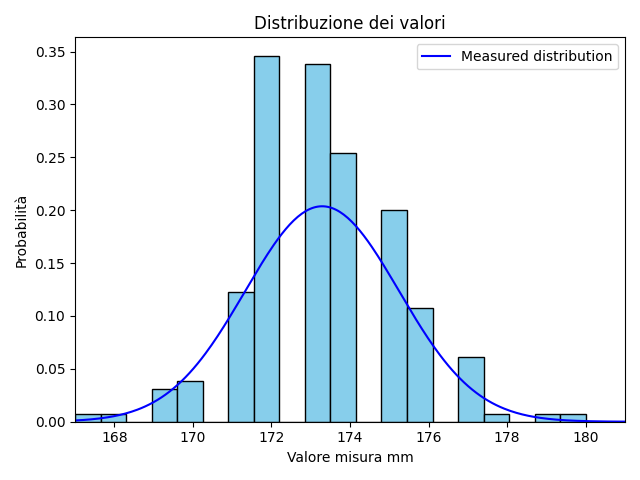 Distribuzione dei valori
Measured distribution
Probabilità
0.35
0.30
0.25
0.20
0.15
0.10
0.05
0.00
168 170 172 174 176 178 180
Valore misura mm